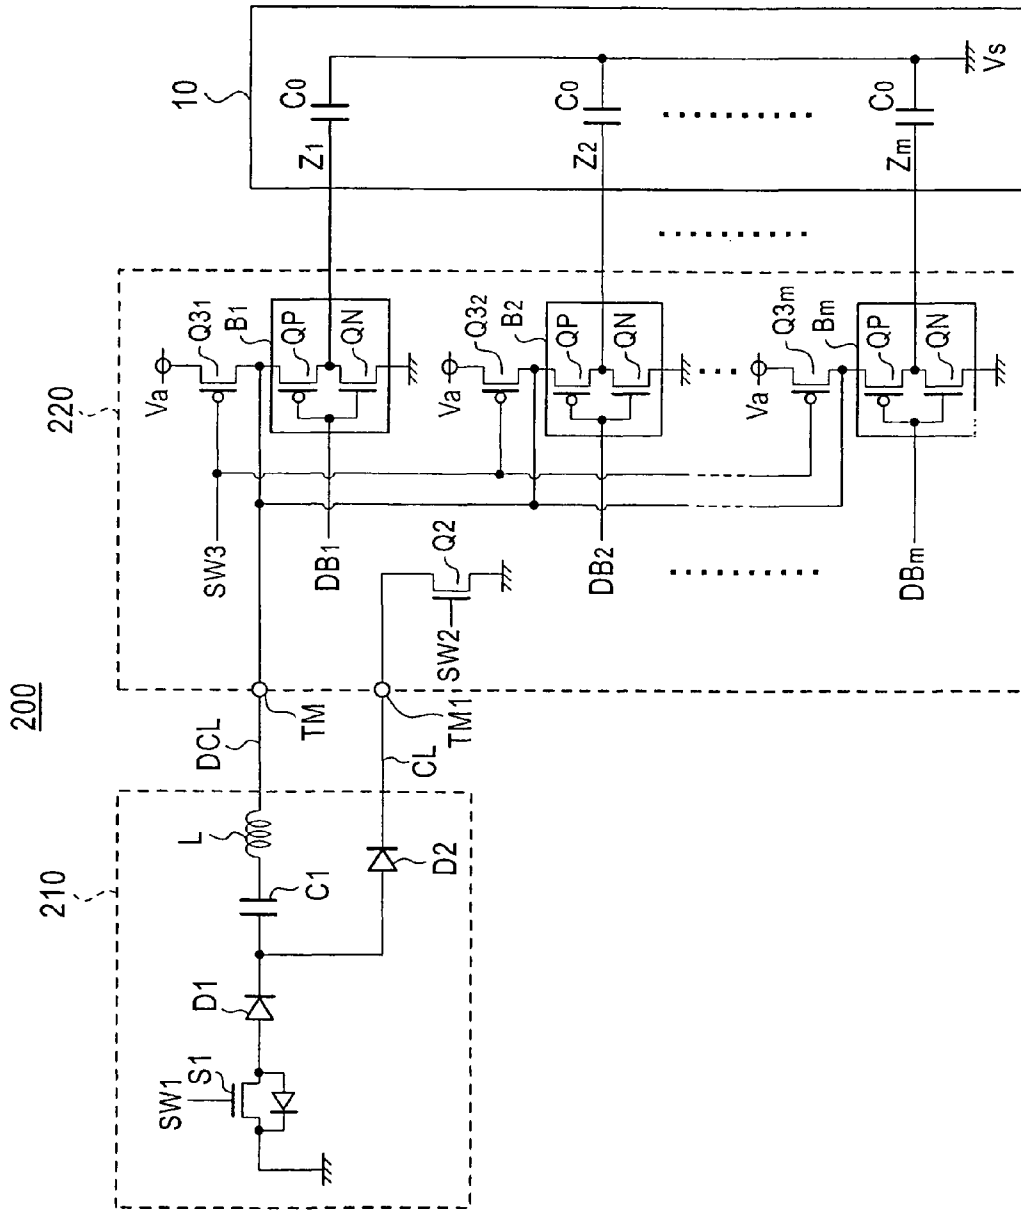 200
210
SW1
S1
D1
C1
L
D2
DCL
CL
TM
TM1
220
SW3
DB1
SW2
Q2
DB2
DBm
Va
Q31
B1
QP
QN
Va
Q32
B2
QP
QN
Va
Q3m
Bm
QP
QN
10
Z1
C0
Z2
C0
Zm
C0
Vs